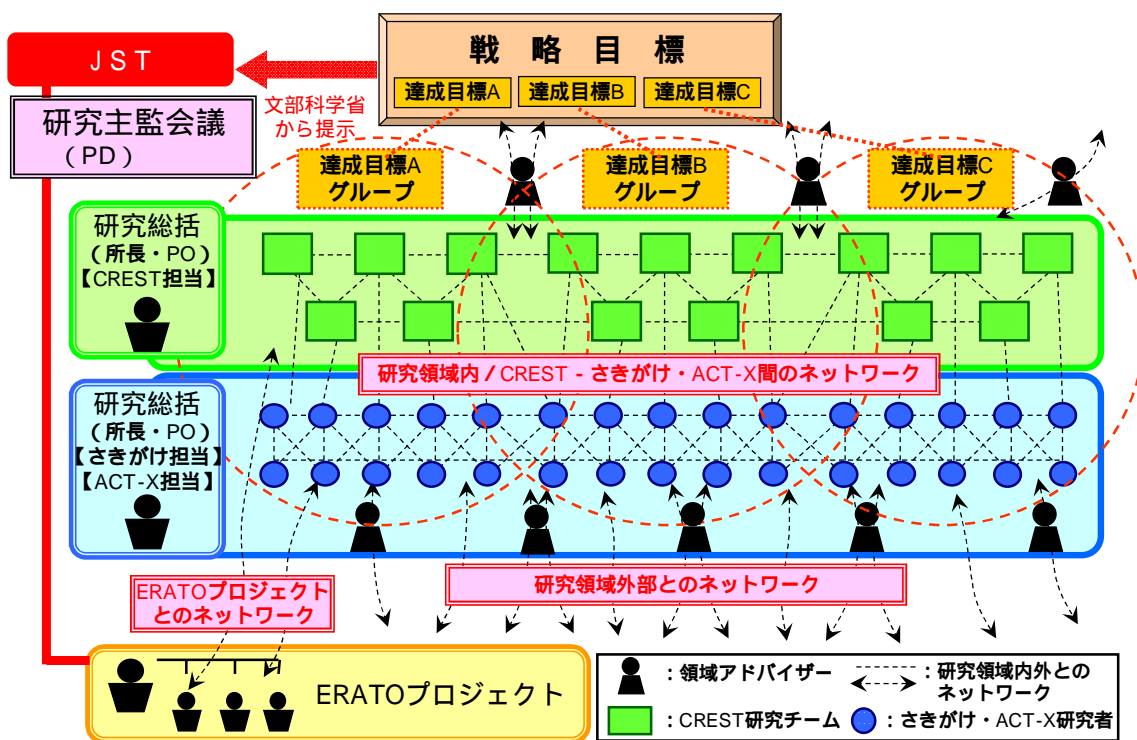 戦略目標
達成目標A
達成目標B
達成目標C
JST
文部科学省
から提示
研究主監会議
(PD)
達成目標A
グループ
達成目標B
グループ
達成目標C
グループ
研究総括
(所長・PO)
【CREST担当】
研究領域内/CREST-さきがけ・ACT-X間のネットワーク
研究総括
(所長・PO)
【さきがけ担当】
【ACT-X担当】
ERATOプロジェクト
とのネットワーク
研究領域外部とのネットワーク
ERATOプロジェクト
:領域アドバイザー
:研究領域内外との
ネットワーク
:CREST研究チーム
:さきがけ・ACT-X研究者